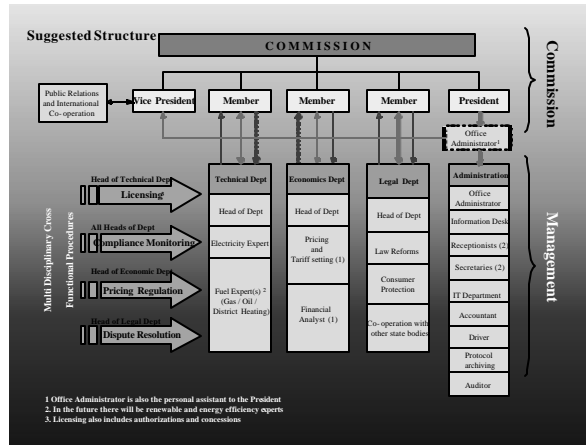 Suggested Structure
COMMISSION
Public Relations
and International
Co-operation
Vice President
Member
Member
Member
President
Office
Administrator1
Commission
Head of Technical Dept
Licensing3
All Heads of Dept
Compliance Monitoring
Head of Economic Dept
Pricing Regulation
Head of Legal Dept
Dispute Resolution
Multi Disciplinary Cross
Functional Procedures
Technical Dept
Head of Dept
Electricity Expert
Fuel Expert(s) 2
(Gas / Oil /
District Heating)
Economics Dept
Head of Dept
Pricing
and
Tariff setting (1)
Financial
Analyst (1)
Legal Dept
Head of Dept
Law Reforms
Consumer
Protection
Co-operation with
other state bodies
Administration
Office
Administrator
Information Desk
Receptionists (2)
Secretaries (2)
IT Department
Accountant
Driver
Protocol
archiving
Auditor
Management
1 Office Administrator is also the personal assistant to the President
2. In the future there will be renewable and energy efficiency experts
3. Licensing also includes authorizations and concessions